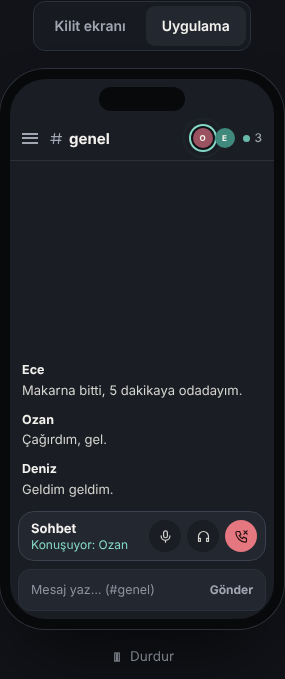 Kilit ekranı
Uygulama
# genel
O
E
3
Ece
Makarna bitti, 5 dakikaya odadayım.
Ozan
Çağırdım, gel.
Deniz
Geldim geldim.
Sohbet
Konuşuyor: Ozan
Mesaj yaz... (#genel)
Gönder
Durdur